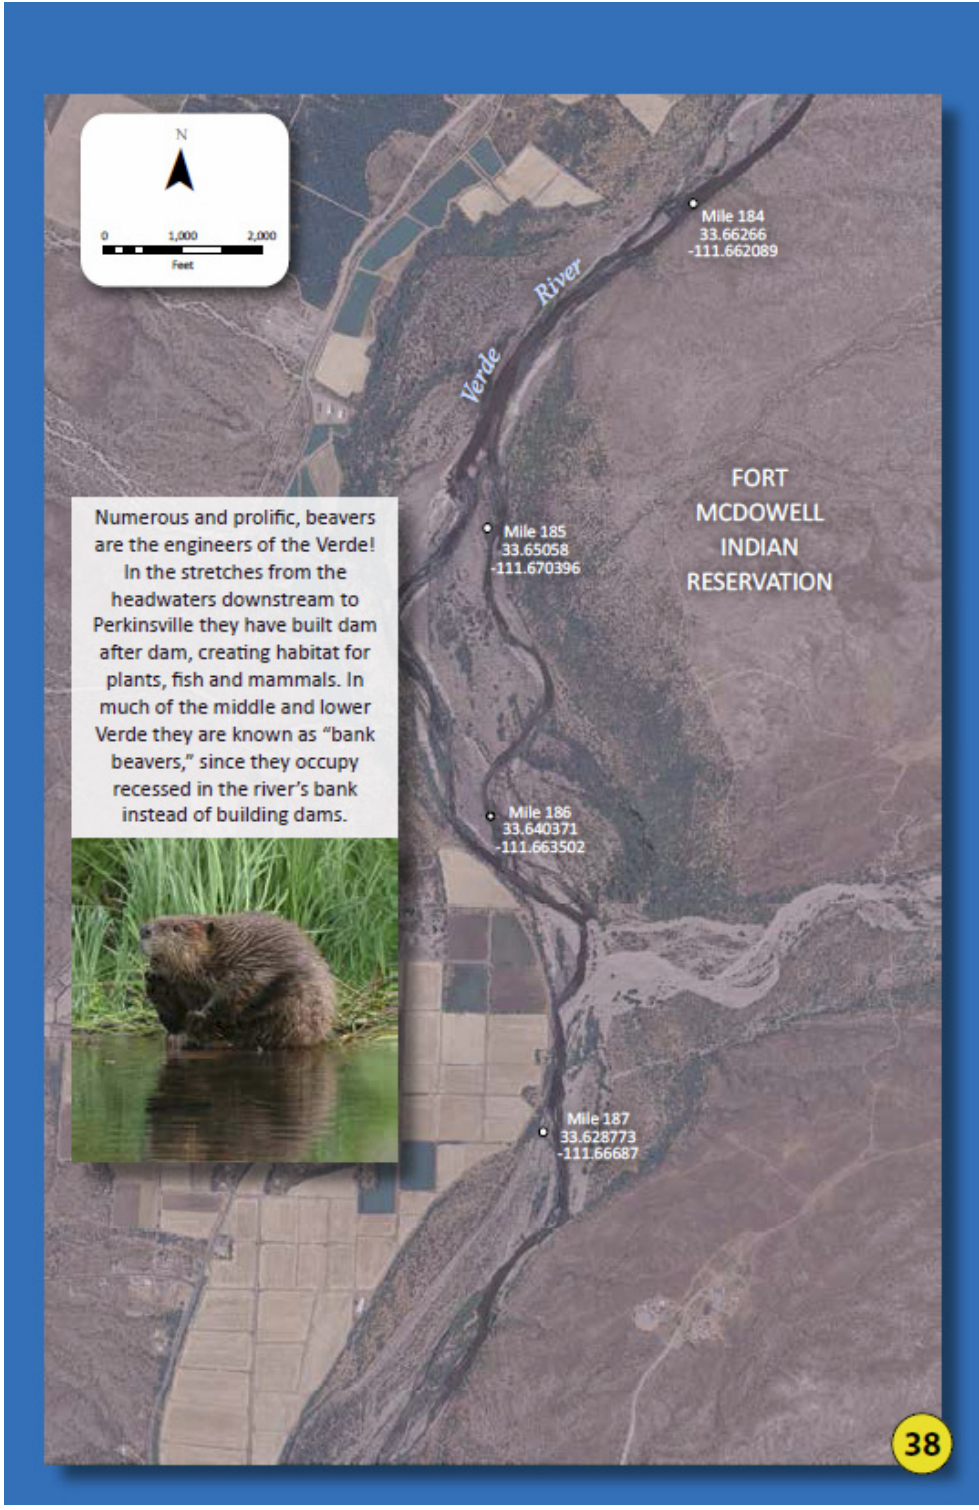 N
0 1,000 2,000
Feet
Mile 184
33.66266
-111.662089
Verde River
FORT
MCDOWELL
INDIAN
RESERVATION
Mile 185
33.65058
-111.670396
Numerous and prolific, beavers
are the engineers of the Verde!
In the stretches from the
headwaters downstream to
Perkinsville they have built dam
after dam, creating habitat for
plants, fish and mammals. In
much of the middle and lower
Verde they are known as “bank
beavers,” since they occupy
recessed in the river’s bank
instead of building dams.
Mile 186
33.640371
-111.663502
Mile 187
33.628773
-111.66687
38